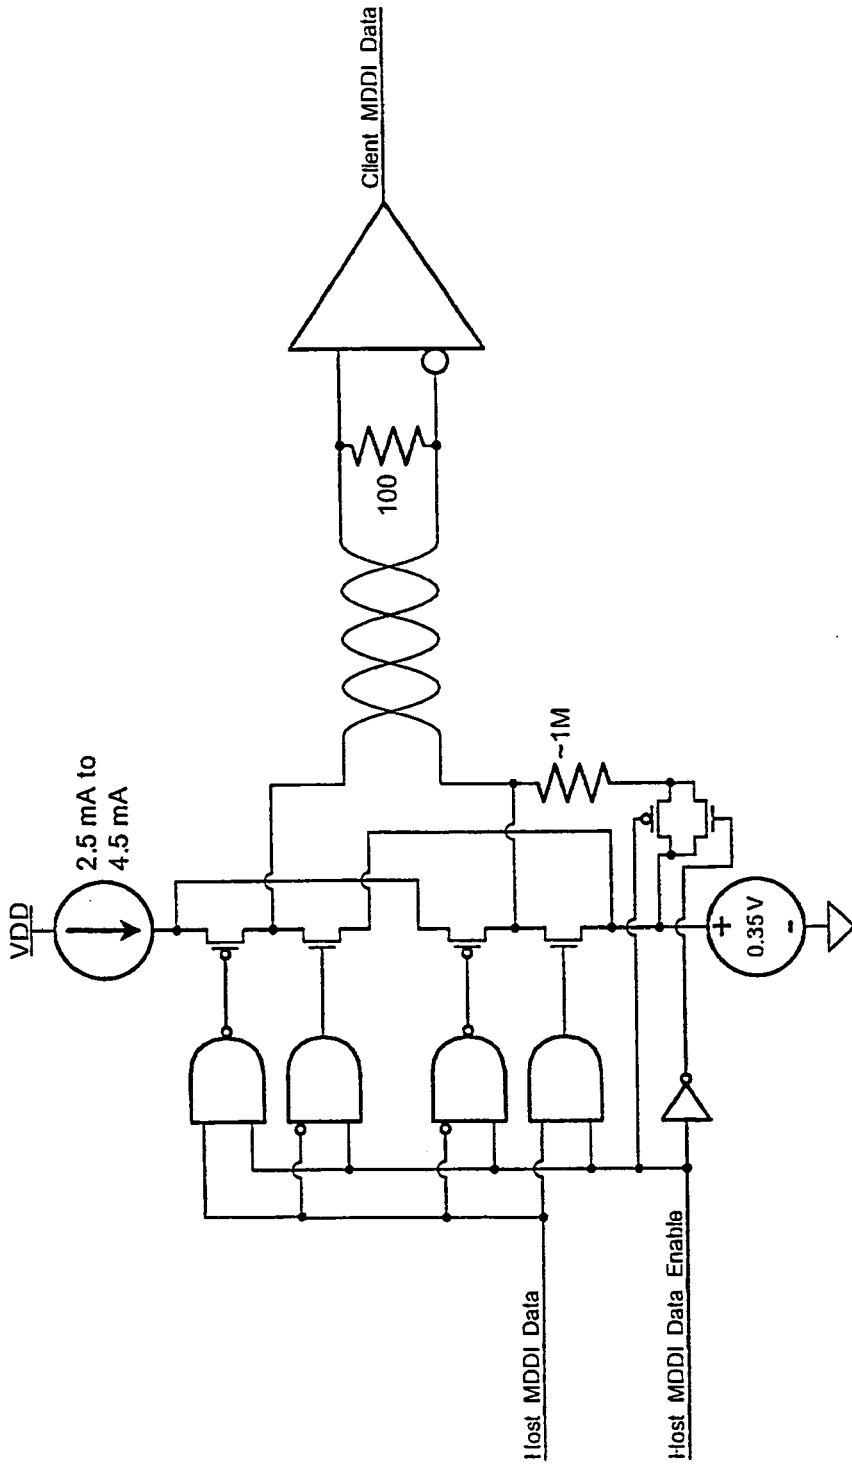 VDD
2.5 mA to
4.5 mA
Client MDDI Data
100
~1M
+
0.35 V
-
Host MDDI Data
Host MDDI Data Enable